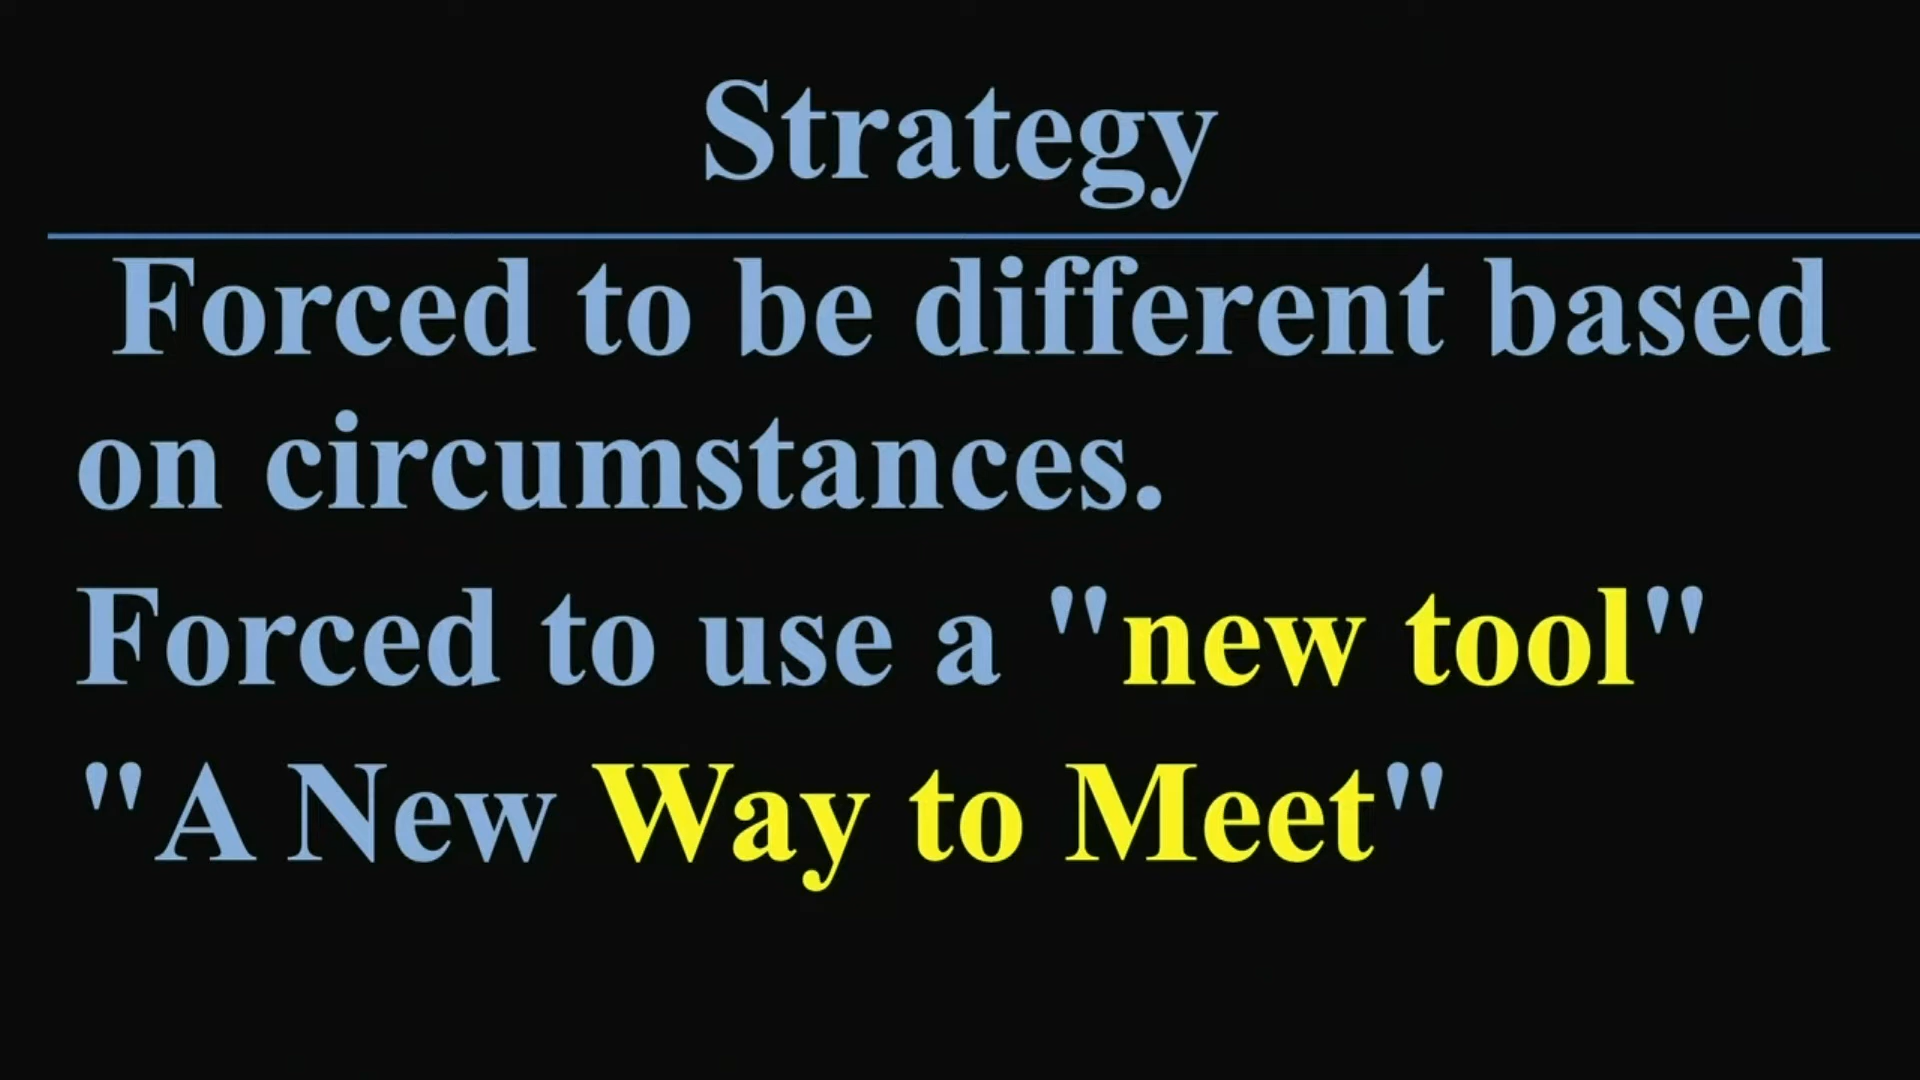 Strategy
Forced to be different based
on circumstances.
Forced to use a "new tool"
"A New Way to Meet"